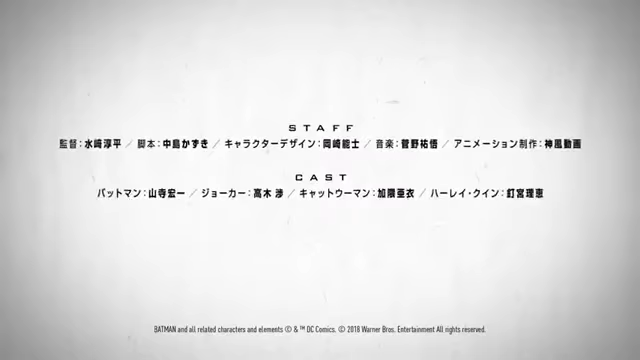 STAFF
監督：水﨑淳平 ／ 脚本：中島かずき ／ キャラクターデザイン：岡崎能士 ／ 音楽：菅野祐悟 ／ アニメーション制作：神風動画
CAST
バットマン：山寺宏一 ／ ジョーカー：高木 渉 ／ キャットウーマン：加隈亜衣 ／ ハーレイ・クイン：釘宮理恵
BATMAN and all related characters and elements © & ™ DC Comics. © 2018 Warner Bros. Entertainment All rights reserved.